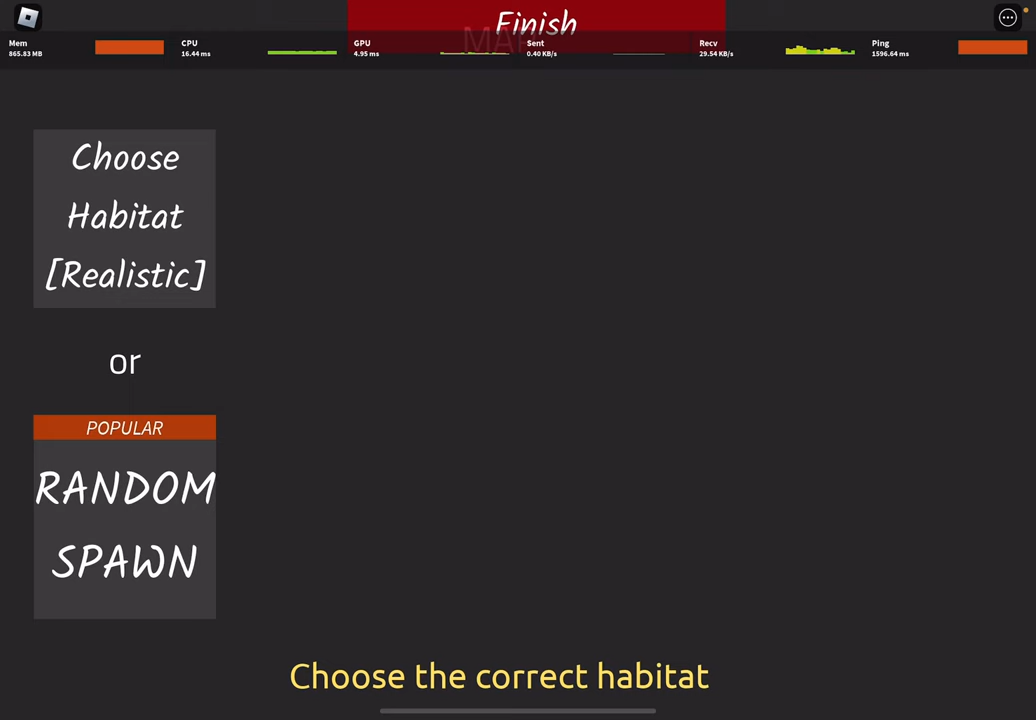 Finish
Mem
865.83 MB
CPU
16.44 ms
GPU
4.95 ms
Sent
0.40 KB/s
Recv
29.54 KB/s
Ping
1596.64 ms
Choose
Habitat
[Realistic]
or
POPULAR
RANDOM
SPAWN
Choose the correct habitat